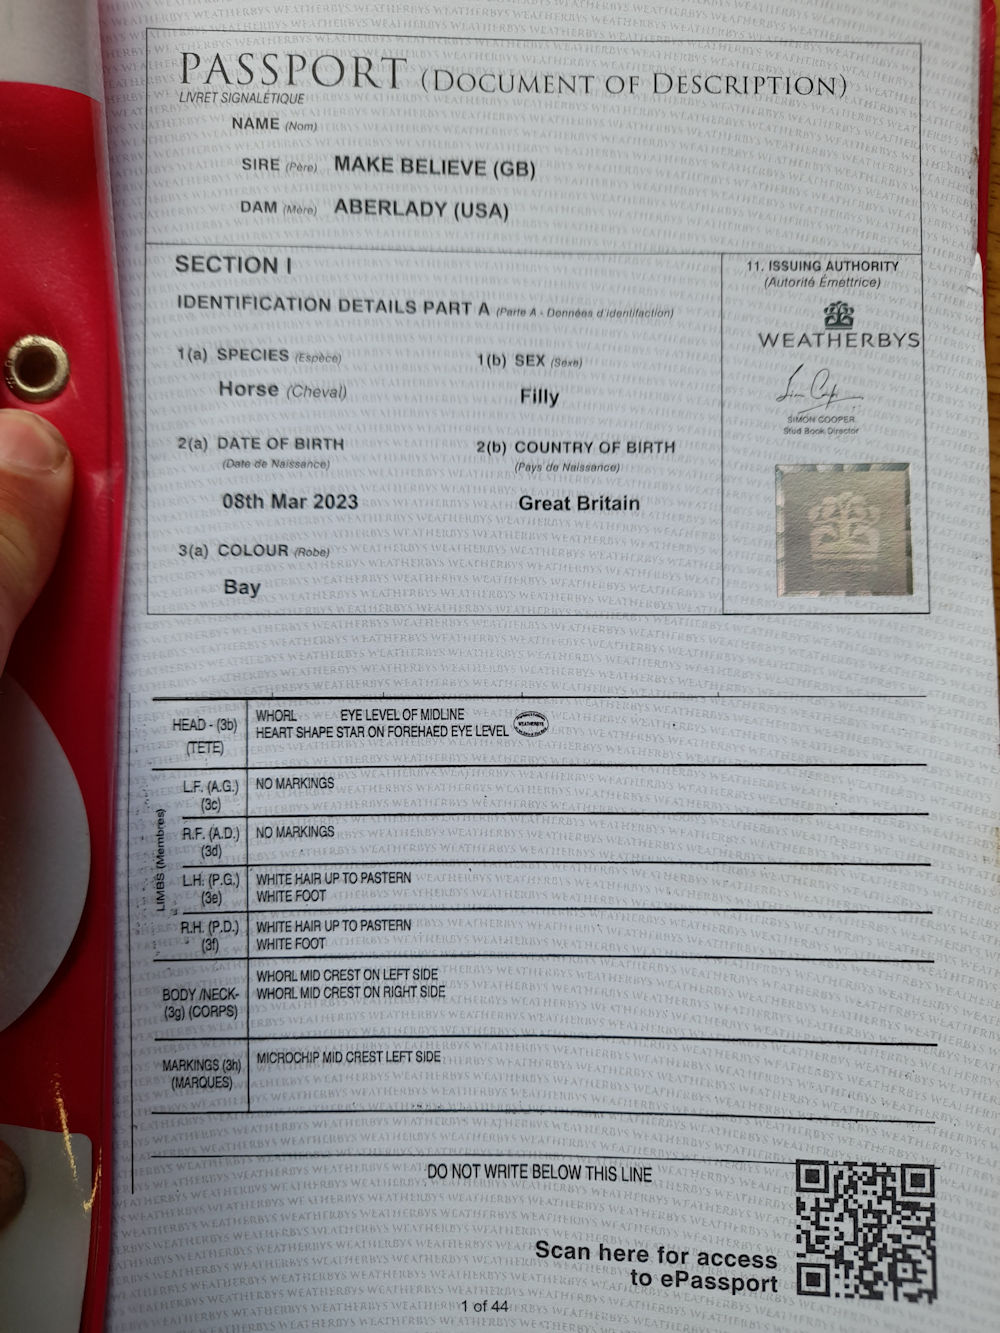 PASSPORT (DOCUMENT OF DESCRIPTION)
LIVRET SIGNALÉTIQUE
NAME (Nom)
SIRE (Père) MAKE BELIEVE (GB)
DAM (Mère) ABERLADY (USA)
SECTION I
IDENTIFICATION DETAILS PART A (Parte A - Données d'identifaction)
1(a) SPECIES (Espèce)
Horse (Cheval)
1(b) SEX (Sexe)
Filly
2(a) DATE OF BIRTH
(Date de Naissance)
08th Mar 2023
2(b) COUNTRY OF BIRTH
(Pays de Naissance)
Great Britain
3(a) COLOUR (Robe)
Bay
11. ISSUING AUTHORITY
(Autorité Émettrice)
WEATHERBYS
SIMON COOPER
Stud Book Director
WEATHERBYS
HEAD - (3b)
(TETE)
WHORL EYE LEVEL OF MIDLINE
HEART SHAPE STAR ON FOREHAED EYE LEVEL
WEATHERBYS
LIMBS (Membres)
L.F. (A.G.)
(3c)
NO MARKINGS
R.F. (A.D.)
(3d)
NO MARKINGS
L.H. (P.G.)
(3e)
WHITE HAIR UP TO PASTERN
WHITE FOOT
R.H. (P.D.)
(3f)
WHITE HAIR UP TO PASTERN
WHITE FOOT
BODY /NECK-
(3g) (CORPS)
WHORL MID CREST ON LEFT SIDE
WHORL MID CREST ON RIGHT SIDE
MARKINGS (3h)
(MARQUES)
MICROCHIP MID CREST LEFT SIDE
DO NOT WRITE BELOW THIS LINE
Scan here for access
to ePassport
1 of 44